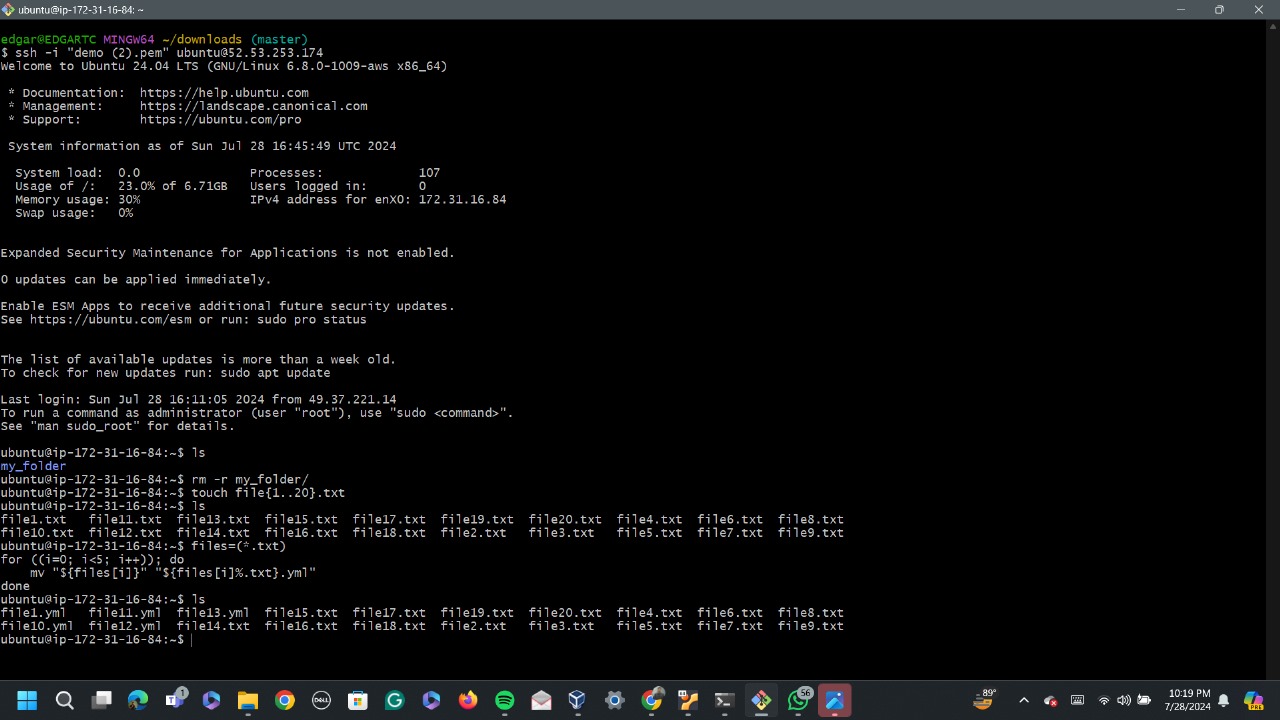 ubuntu@ip-172-31-16-84: ~
edgar@EDGARTC MINGW64 ~/downloads (master)
$ ssh -i "demo (2).pem" ubuntu@52.53.253.174
Welcome to Ubuntu 24.04 LTS (GNU/Linux 6.8.0-1009-aws x86_64)
* Documentation:  https://help.ubuntu.com
* Management:     https://landscape.canonical.com
* Support:        https://ubuntu.com/pro
System information as of Sun Jul 28 16:45:49 UTC 2024
System load:  0.0                Processes:             107
Usage of /:   23.0% of 6.71GB   Users logged in:       0
Memory usage: 30%                IPv4 address for enX0: 172.31.16.84
Swap usage:   0%
Expanded Security Maintenance for Applications is not enabled.
0 updates can be applied immediately.
Enable ESM Apps to receive additional future security updates.
See https://ubuntu.com/esm or run: sudo pro status
The list of available updates is more than a week old.
To check for new updates run: sudo apt update
Last login: Sun Jul 28 16:11:05 2024 from 49.37.221.14
To run a command as administrator (user "root"), use "sudo <command>".
See "man sudo_root" for details.
ubuntu@ip-172-31-16-84:~$ ls
my_folder
ubuntu@ip-172-31-16-84:~$ rm -r my_folder/
ubuntu@ip-172-31-16-84:~$ touch file{1..20}.txt
ubuntu@ip-172-31-16-84:~$ ls
file1.txt   file11.txt  file13.txt  file15.txt  file17.txt  file19.txt  file20.txt  file4.txt  file6.txt  file8.txt
file10.txt  file12.txt  file14.txt  file16.txt  file18.txt  file2.txt   file3.txt   file5.txt  file7.txt  file9.txt
ubuntu@ip-172-31-16-84:~$ files=(*.txt)
for ((i=0; i<5; i++)); do
    mv "${files[i]}" "${files[i]%.txt}.yml"
done
ubuntu@ip-172-31-16-84:~$ ls
file1.yml   file11.yml  file13.yml  file15.txt  file17.txt  file19.txt  file20.txt  file4.txt  file6.txt  file8.txt
file10.yml  file12.yml  file14.txt  file16.txt  file18.txt  file2.txt   file3.txt   file5.txt  file7.txt  file9.txt
ubuntu@ip-172-31-16-84:~$
1
DELL
56
89°
10:19 PM
7/28/2024
PRE